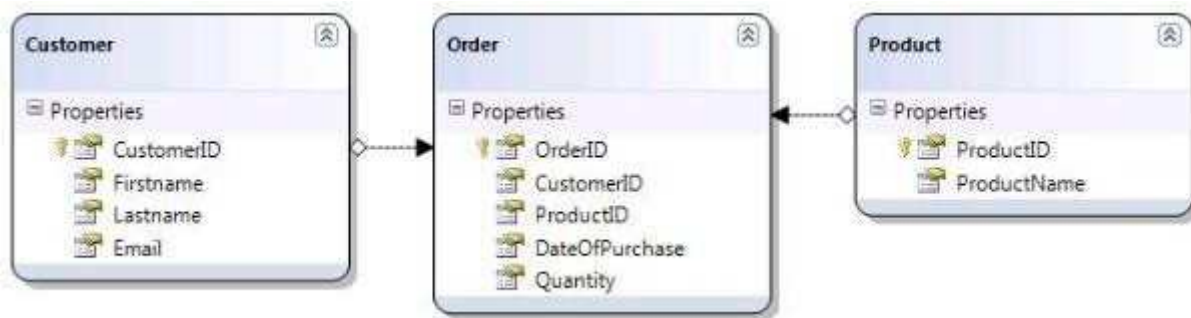 Customer
Properties
CustomerID
Firstname
Lastname
Email
Order
Properties
OrderID
CustomerID
ProductID
DateOfPurchase
Quantity
Product
Properties
ProductID
ProductName